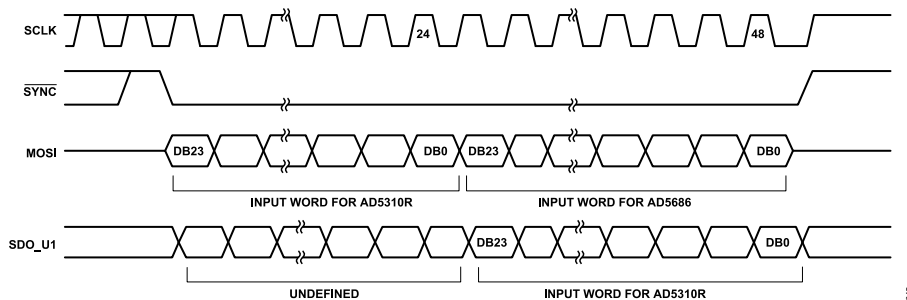 SCLK
24
48
SYNC
MOSI
DB23
DB0
DB23
DB0
INPUT WORD FOR AD5310R
INPUT WORD FOR AD5686
SDO_U1
DB23
DB0
UNDEFINED
INPUT WORD FOR AD5310R